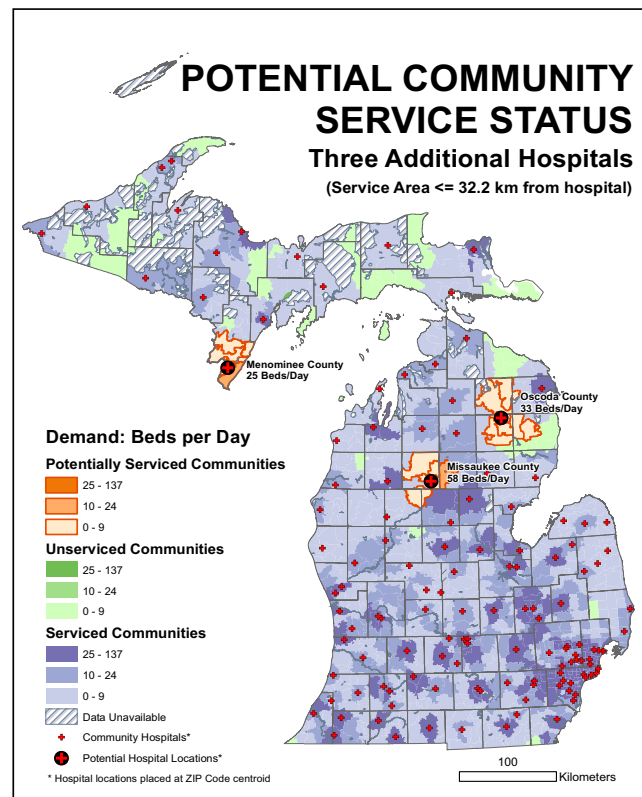 POTENTIAL COMMUNITY
SERVICE STATUS
Three Additional Hospitals
(Service Area <= 32.2 km from hospital)
Menominee County
25 Beds/Day
Oscoda County
33 Beds/Day
Missaukee County
58 Beds/Day
Demand: Beds per Day
Potentially Serviced Communities
25 - 137
10 - 24
0 - 9
Unserviced Communities
25 - 137
10 - 24
0 - 9
Serviced Communities
25 - 137
10 - 24
0 - 9
Data Unavailable
Community Hospitals*
Potential Hospital Locations*
* Hospital locations placed at ZIP Code centroid
100
Kilometers